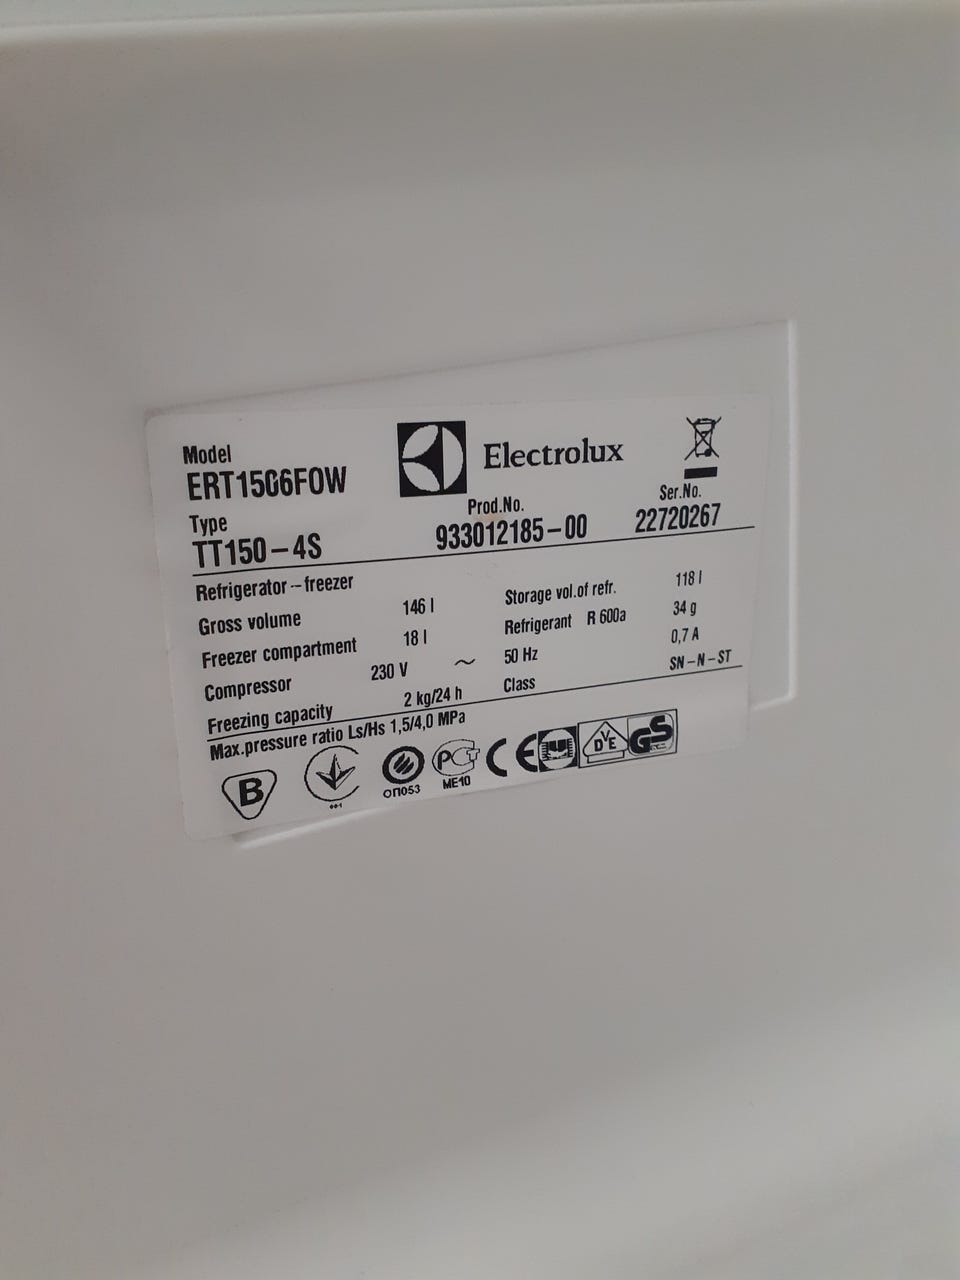 Model
ERT1506FOW
Electrolux
Type
TT150-4S
Prod.No.
933012185-00
Ser.No.
22720267
Refrigerator--freezer
Gross volume 146 l
Freezer compartment 18 l
Compressor 230 V ~
Freezing capacity 2 kg/24 h
Storage vol.of refr. 118 l
Refrigerant R 600a 34 g
50 Hz 0,7 A
Class SN-N-ST
Max.pressure ratio Ls/Hs 1,5/4,0 MPa
B
001
ОП053
РСТ
ME10
CE
DVE
GS